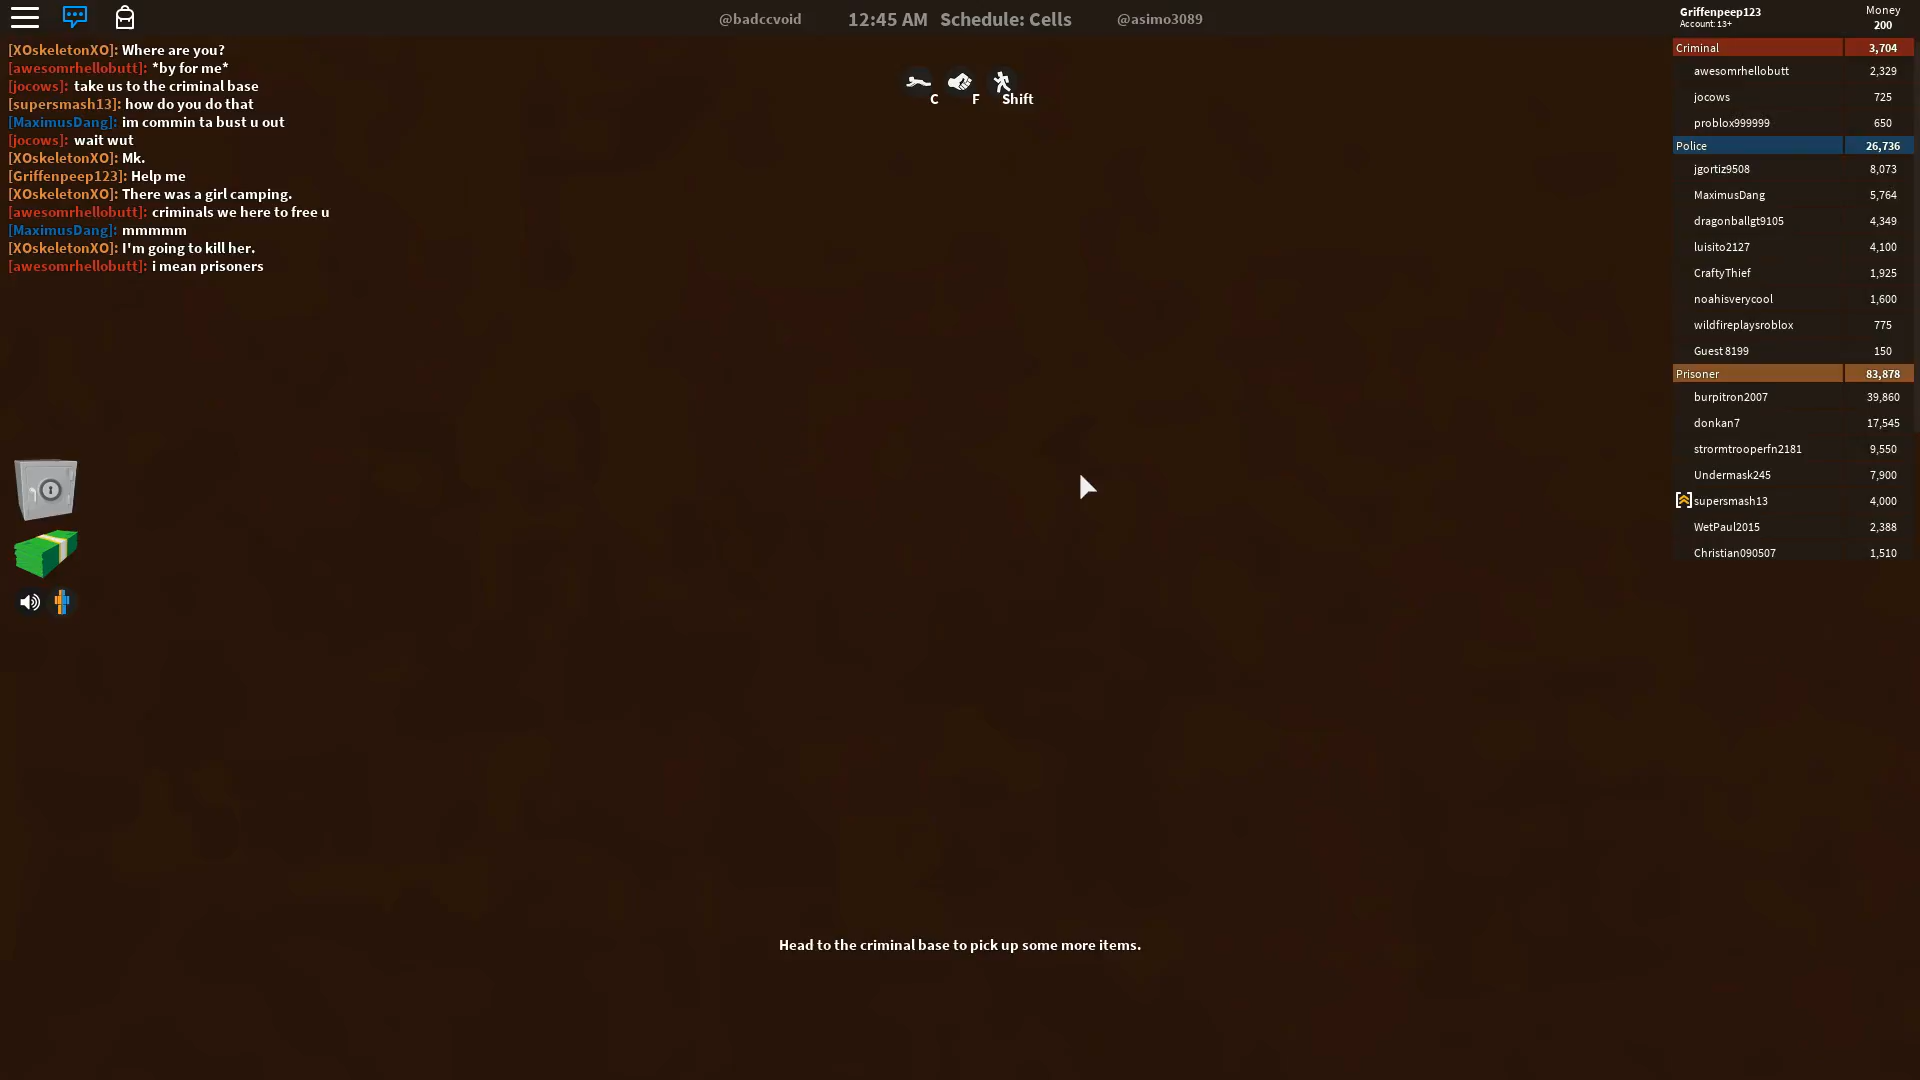 @badccvoid 12:45 AM Schedule: Cells @asimo3089
Griffenpeep123 Money
Account: 13+ 200
[XOskeletonXO]: Where are you?
[awesomrhellobutt]: *by for me*
[jocows]: take us to the criminal base
[supersmash13]: how do you do that
[MaximusDang]: im commin ta bust u out
[jocows]: wait wut
[XOskeletonXO]: Mk.
[Griffenpeep123]: Help me
[XOskeletonXO]: There was a girl camping.
[awesomrhellobutt]: criminals we here to free u
[MaximusDang]: mmmmm
[XOskeletonXO]: I'm going to kill her.
[awesomrhellobutt]: i mean prisoners
C F Shift
Criminal 3,704
awesomrhellobutt 2,329
jocows 725
problox999999 650
Police 26,736
jgortiz9508 8,073
MaximusDang 5,764
dragonballgt9105 4,349
luisito2127 4,100
CraftyThief 1,925
noahisverycool 1,600
wildfireplaysroblox 775
Guest 8199 150
Prisoner 83,878
burpitron2007 39,860
donkan7 17,545
strormtrooperfn2181 9,550
Undermask245 7,900
supersmash13 4,000
WetPaul2015 2,388
Christian090507 1,510
Head to the criminal base to pick up some more items.